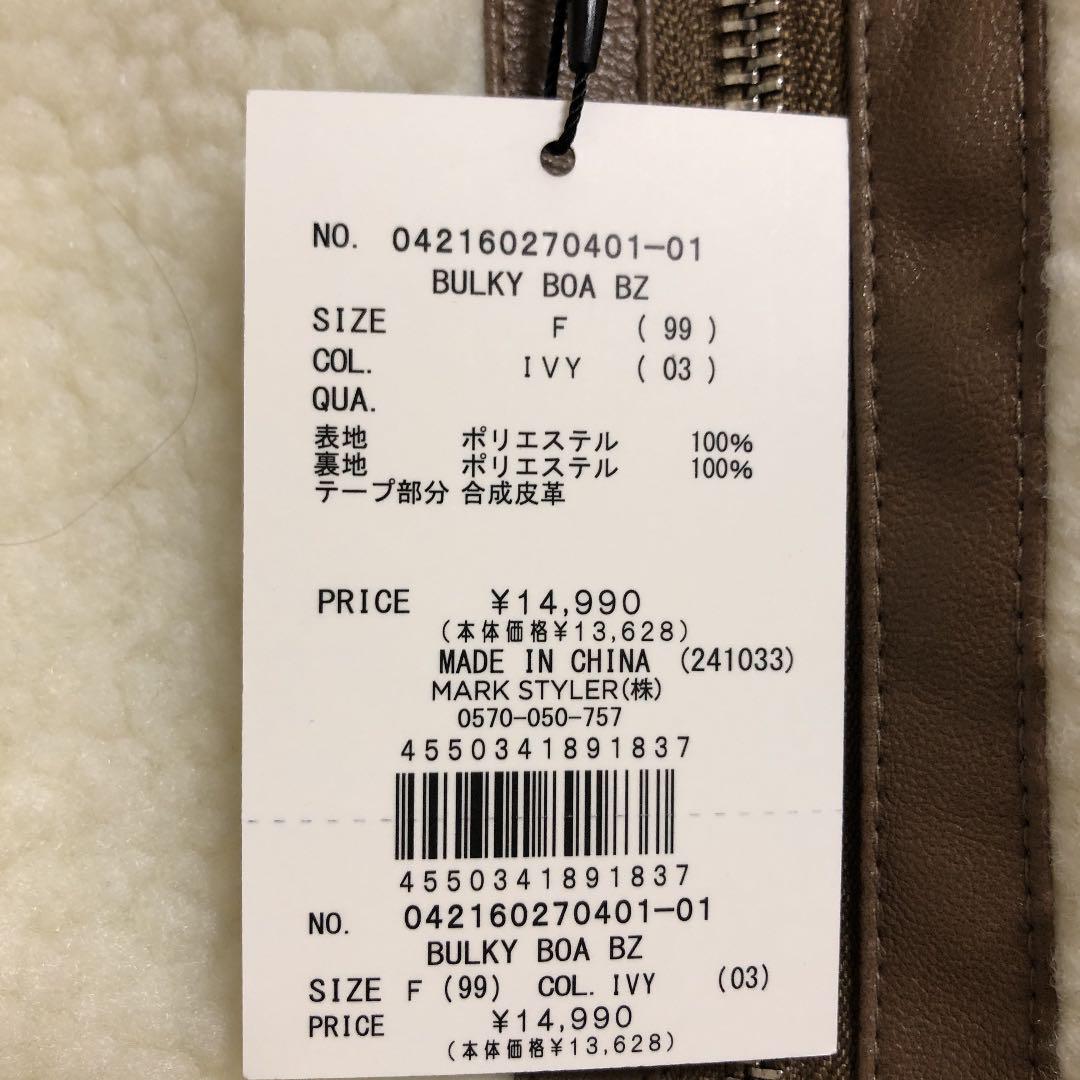 NO. 042160270401-01
BULKY BOA BZ
SIZE F (99)
COL. IVY (03)
QUA.
表地 ポリエステル 100%
裏地 ポリエステル 100%
テープ部分 合成皮革
PRICE ¥14,990
(本体価格¥13,628)
MADE IN CHINA (241033)
MARK STYLER(株)
0570-050-757
4550341891837
4550341891837
NO. 042160270401-01
BULKY BOA BZ
SIZE F (99) COL. IVY (03)
PRICE ¥14,990
(本体価格¥13,628)